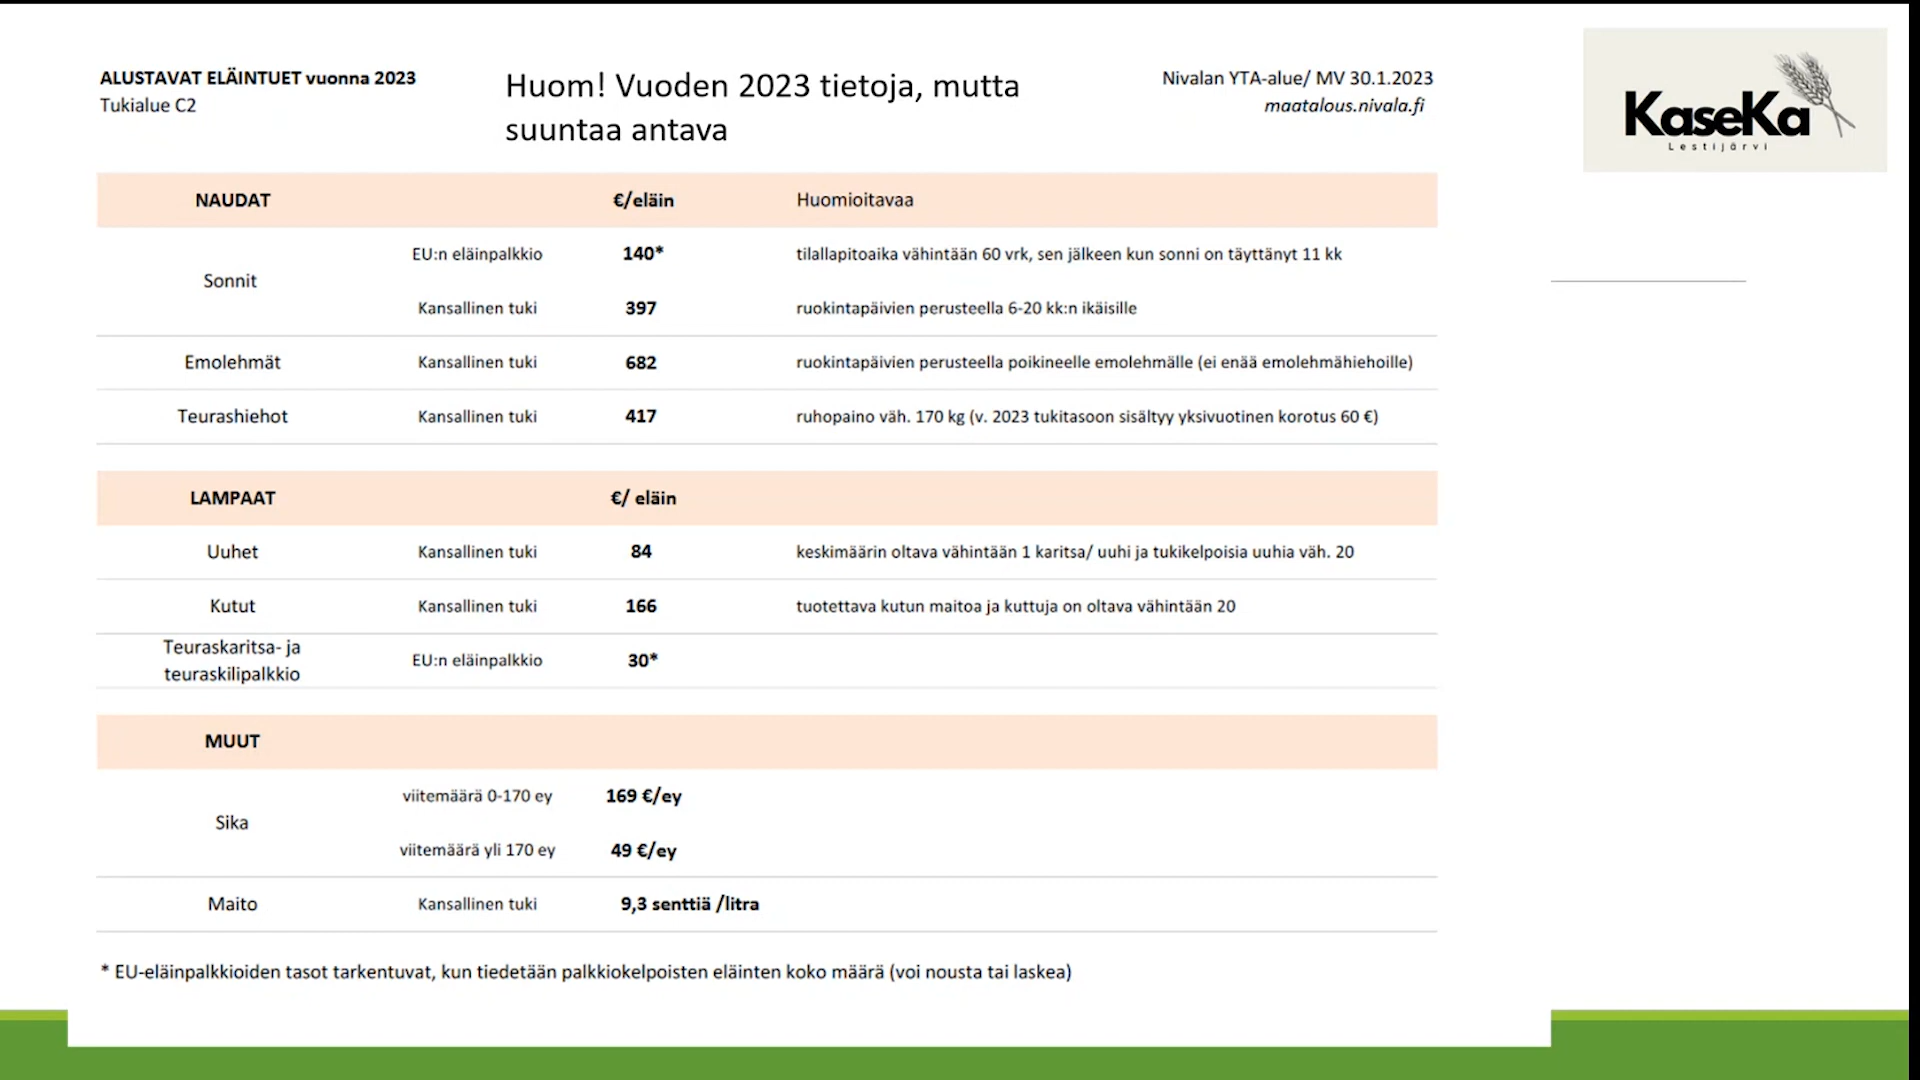 ALUSTAVAT ELÄINTUET vuonna 2023
Tukialue C2
Huom! Vuoden 2023 tietoja, mutta
suuntaa antava
Nivalan YTA-alue/ MV 30.1.2023
maatalous.nivala.fi
KaseKa
Lestijärvi
NAUDAT €/eläin Huomioitavaa
Sonnit
EU:n eläinpalkkio 140* tilallapitoaika vähintään 60 vrk, sen jälkeen kun sonni on täyttänyt 11 kk
Kansallinen tuki 397 ruokintapäivien perusteella 6-20 kk:n ikäisille
Emolehmät Kansallinen tuki 682 ruokintapäivien perusteella poikineelle emolehmälle (ei enää emolehmähiehoille)
Teurashiehot Kansallinen tuki 417 ruhopaino väh. 170 kg (v. 2023 tukitasoon sisältyy yksivuotinen korotus 60 €)
LAMPAAT €/ eläin
Uuhet Kansallinen tuki 84 keskimäärin oltava vähintään 1 karitsa/ uuhi ja tukikelpoisia uuhia väh. 20
Kutut Kansallinen tuki 166 tuotettava kutun maitoa ja kuttuja on oltava vähintään 20
Teuraskaritsa- ja
teuraskilipalkkio
EU:n eläinpalkkio 30*
MUUT
Sika
viitemäärä 0-170 ey 169 €/ey
viitemäärä yli 170 ey 49 €/ey
Maito Kansallinen tuki 9,3 senttiä /litra
* EU-eläinpalkkioiden tasot tarkentuvat, kun tiedetään palkkiokelpoisten eläinten koko määrä (voi nousta tai laskea)